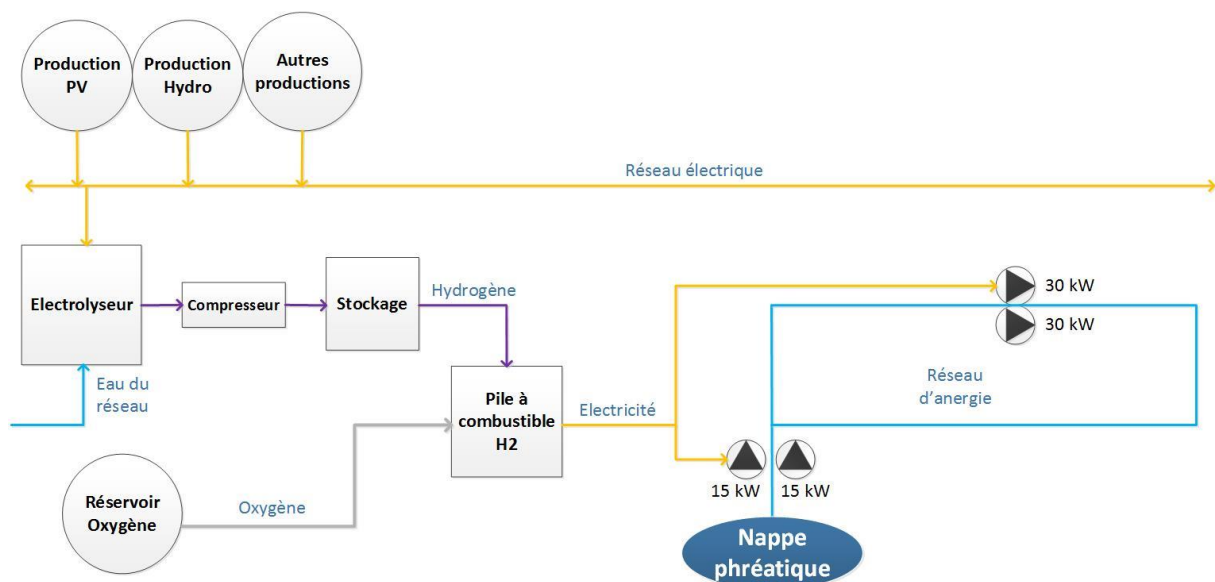 Production
PV
Production
Hydro
Autres
productions
Réseau électrique
Electrolyseur
Compresseur
Stockage
Hydrogène
30 kW
30 kW
Eau du
réseau
Pile à
combustible
H2
Electricité
Réseau
d’anergie
15 kW
15 kW
Réservoir
Oxygène
Oxygène
Nappe
phréatique